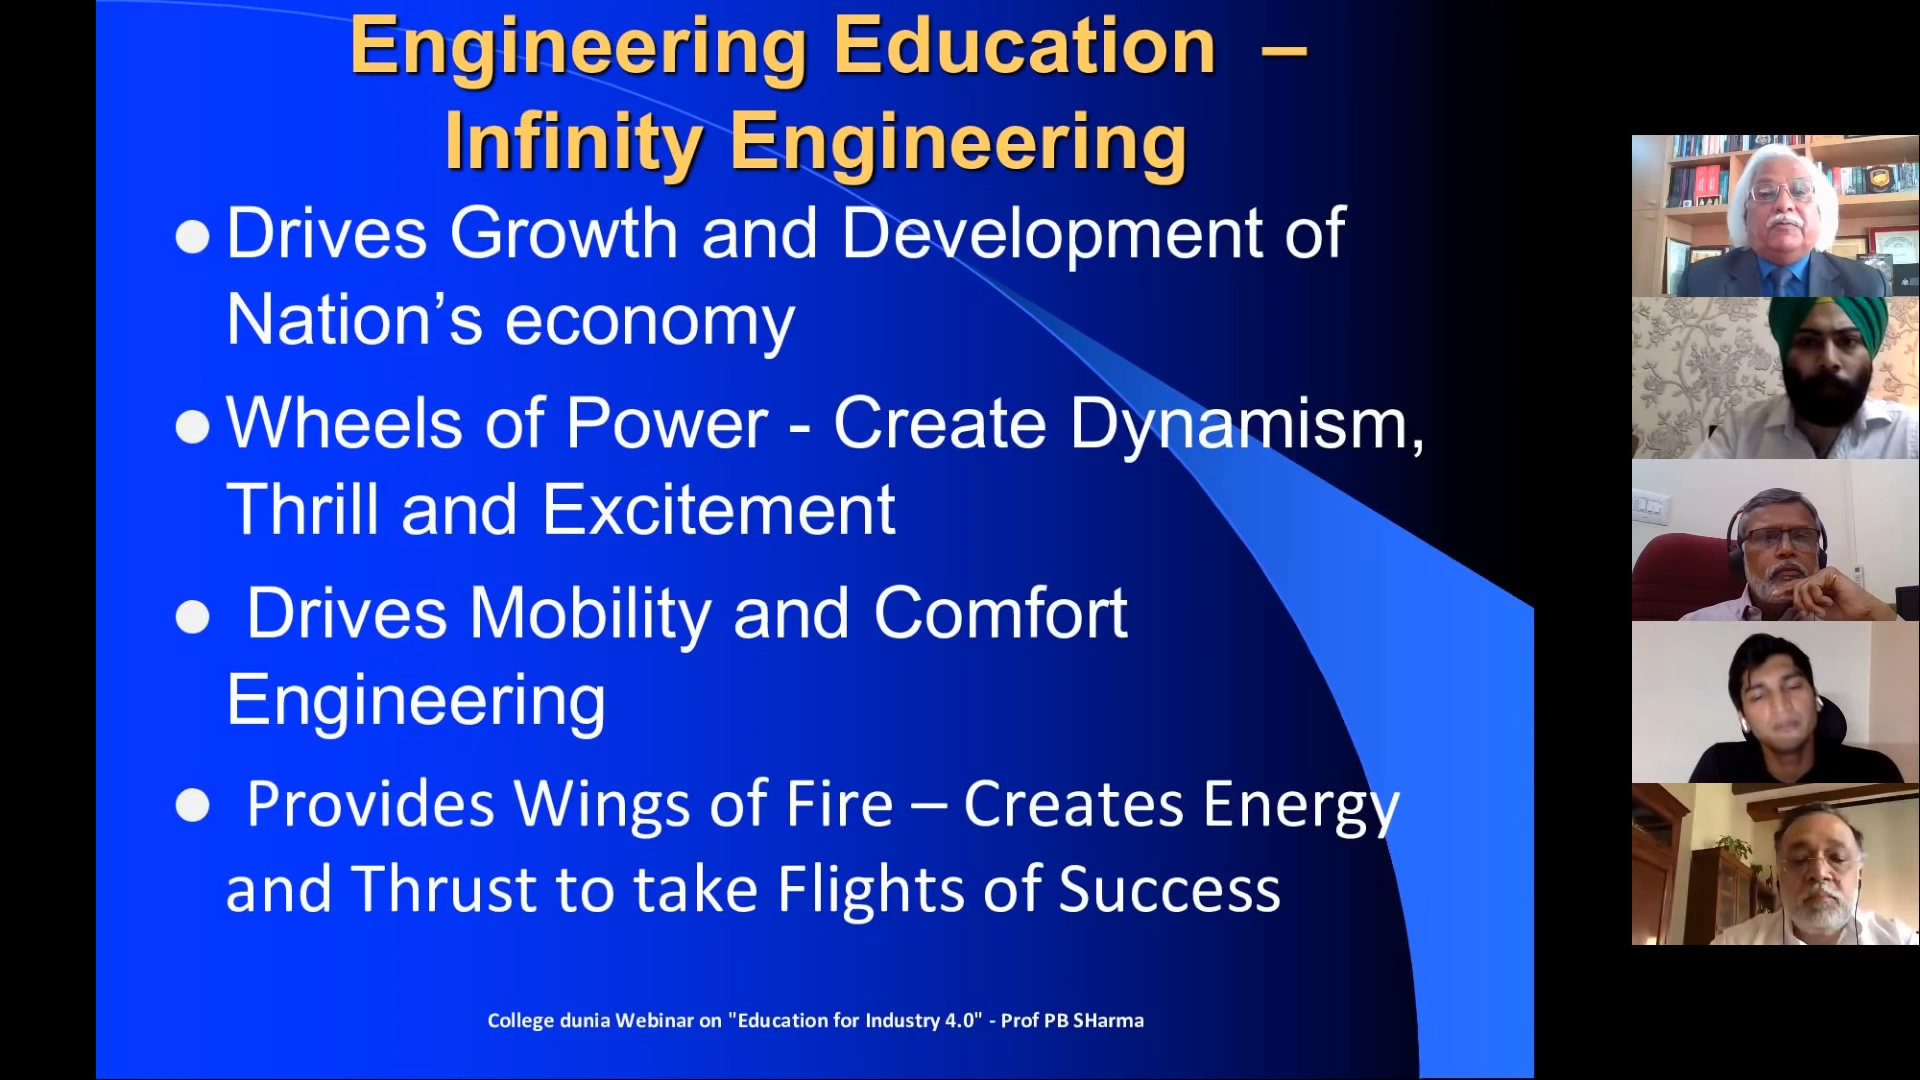 Engineering Education –
Infinity Engineering
● Drives Growth and Development of
Nation’s economy
● Wheels of Power - Create Dynamism,
Thrill and Excitement
● Drives Mobility and Comfort
Engineering
● Provides Wings of Fire – Creates Energy
and Thrust to take Flights of Success
College dunia Webinar on "Education for Industry 4.0" - Prof PB SHarma